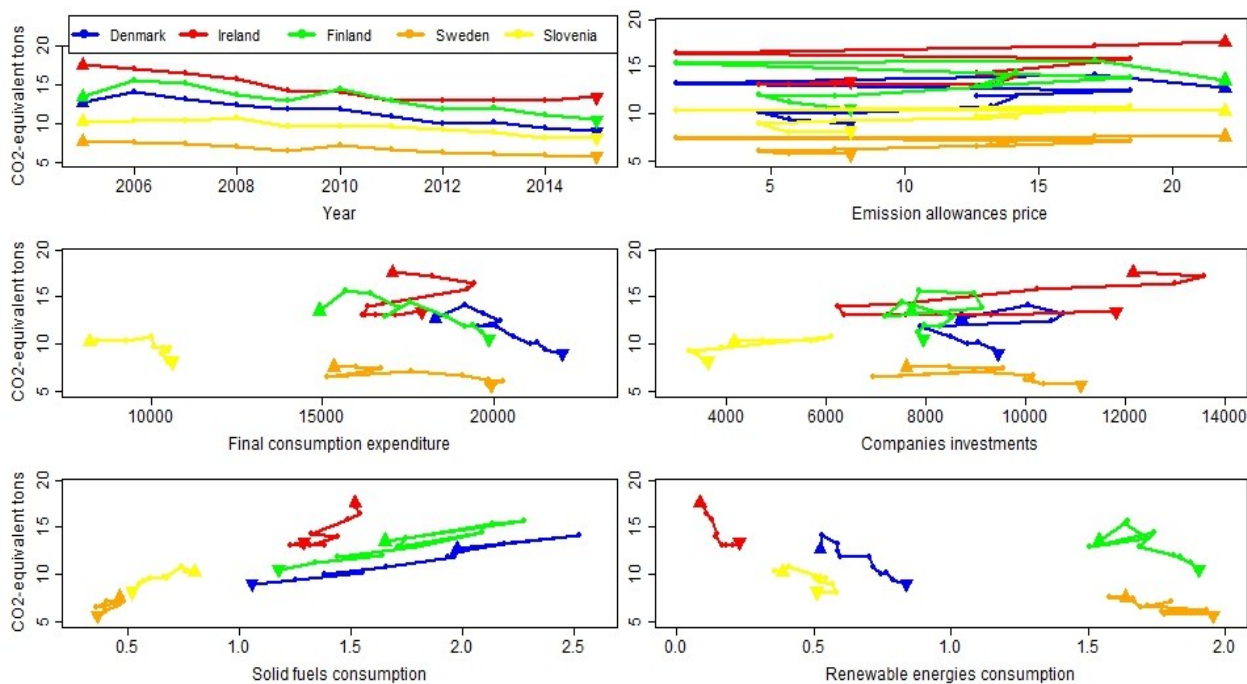 Denmark Ireland Finland Sweden Slovenia
CO2-equivalent tons
5 10 15 20
2006 2008 2010 2012 2014
Year
5 10 15 20
5 10 15 20
Emission allowances price
CO2-equivalent tons
5 10 15 20
10000 15000 20000
Final consumption expenditure
5 10 15 20
4000 6000 8000 10000 12000 14000
Companies investments
CO2-equivalent tons
5 10 15 20
0.5 1.0 1.5 2.0 2.5
Solid fuels consumption
5 10 15 20
0.0 0.5 1.0 1.5 2.0
Renewable energies consumption